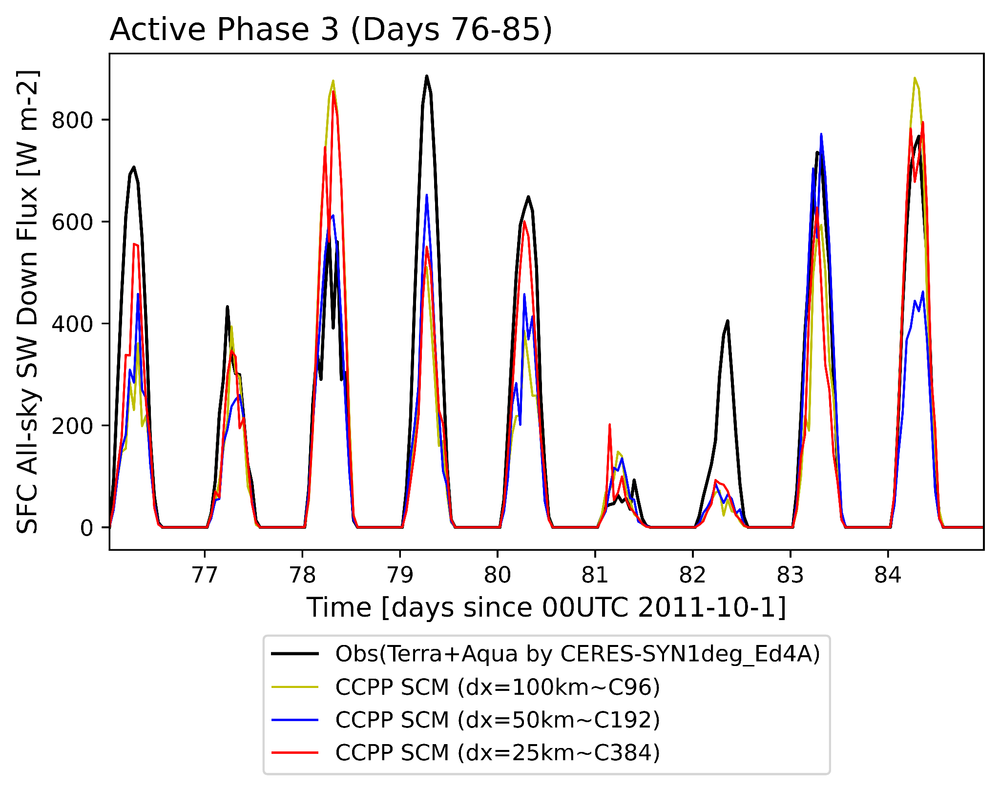 Active Phase 3 (Days 76-85)
SFC All-sky SW Down Flux [W m-2]
800
600
400
200
0
77 78 79 80 81 82 83 84
Time [days since 00UTC 2011-10-1]
Obs(Terra+Aqua by CERES-SYN1deg_Ed4A)
CCPP SCM (dx=100km~C96)
CCPP SCM (dx=50km~C192)
CCPP SCM (dx=25km~C384)